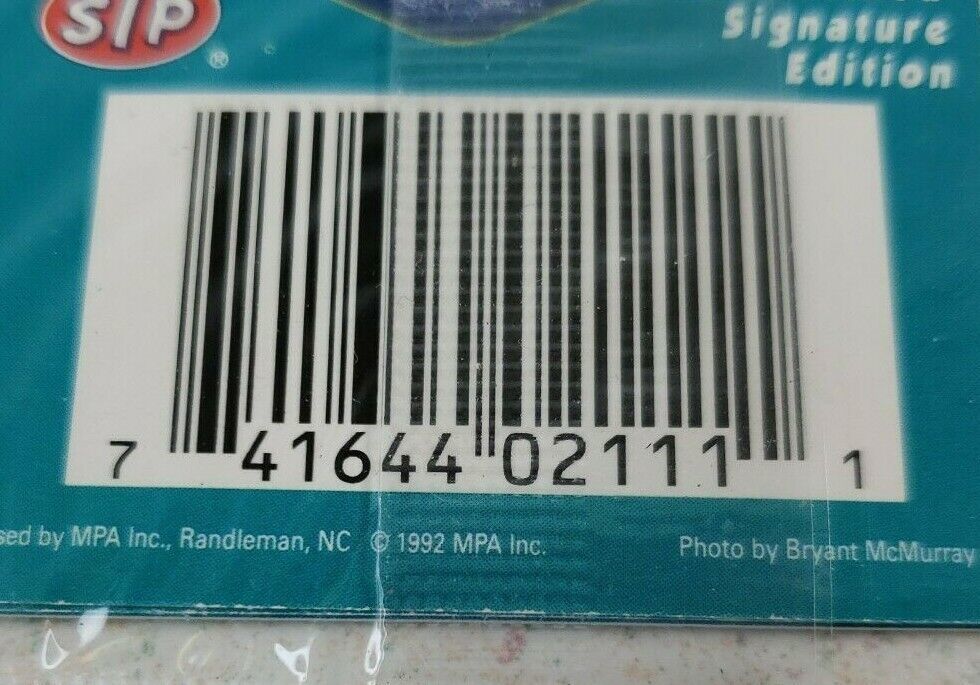 STP
®
Signature
Edition
7 41644 02111 1
sed by MPA Inc., Randleman, NC © 1992 MPA Inc.
Photo by Bryant McMurray